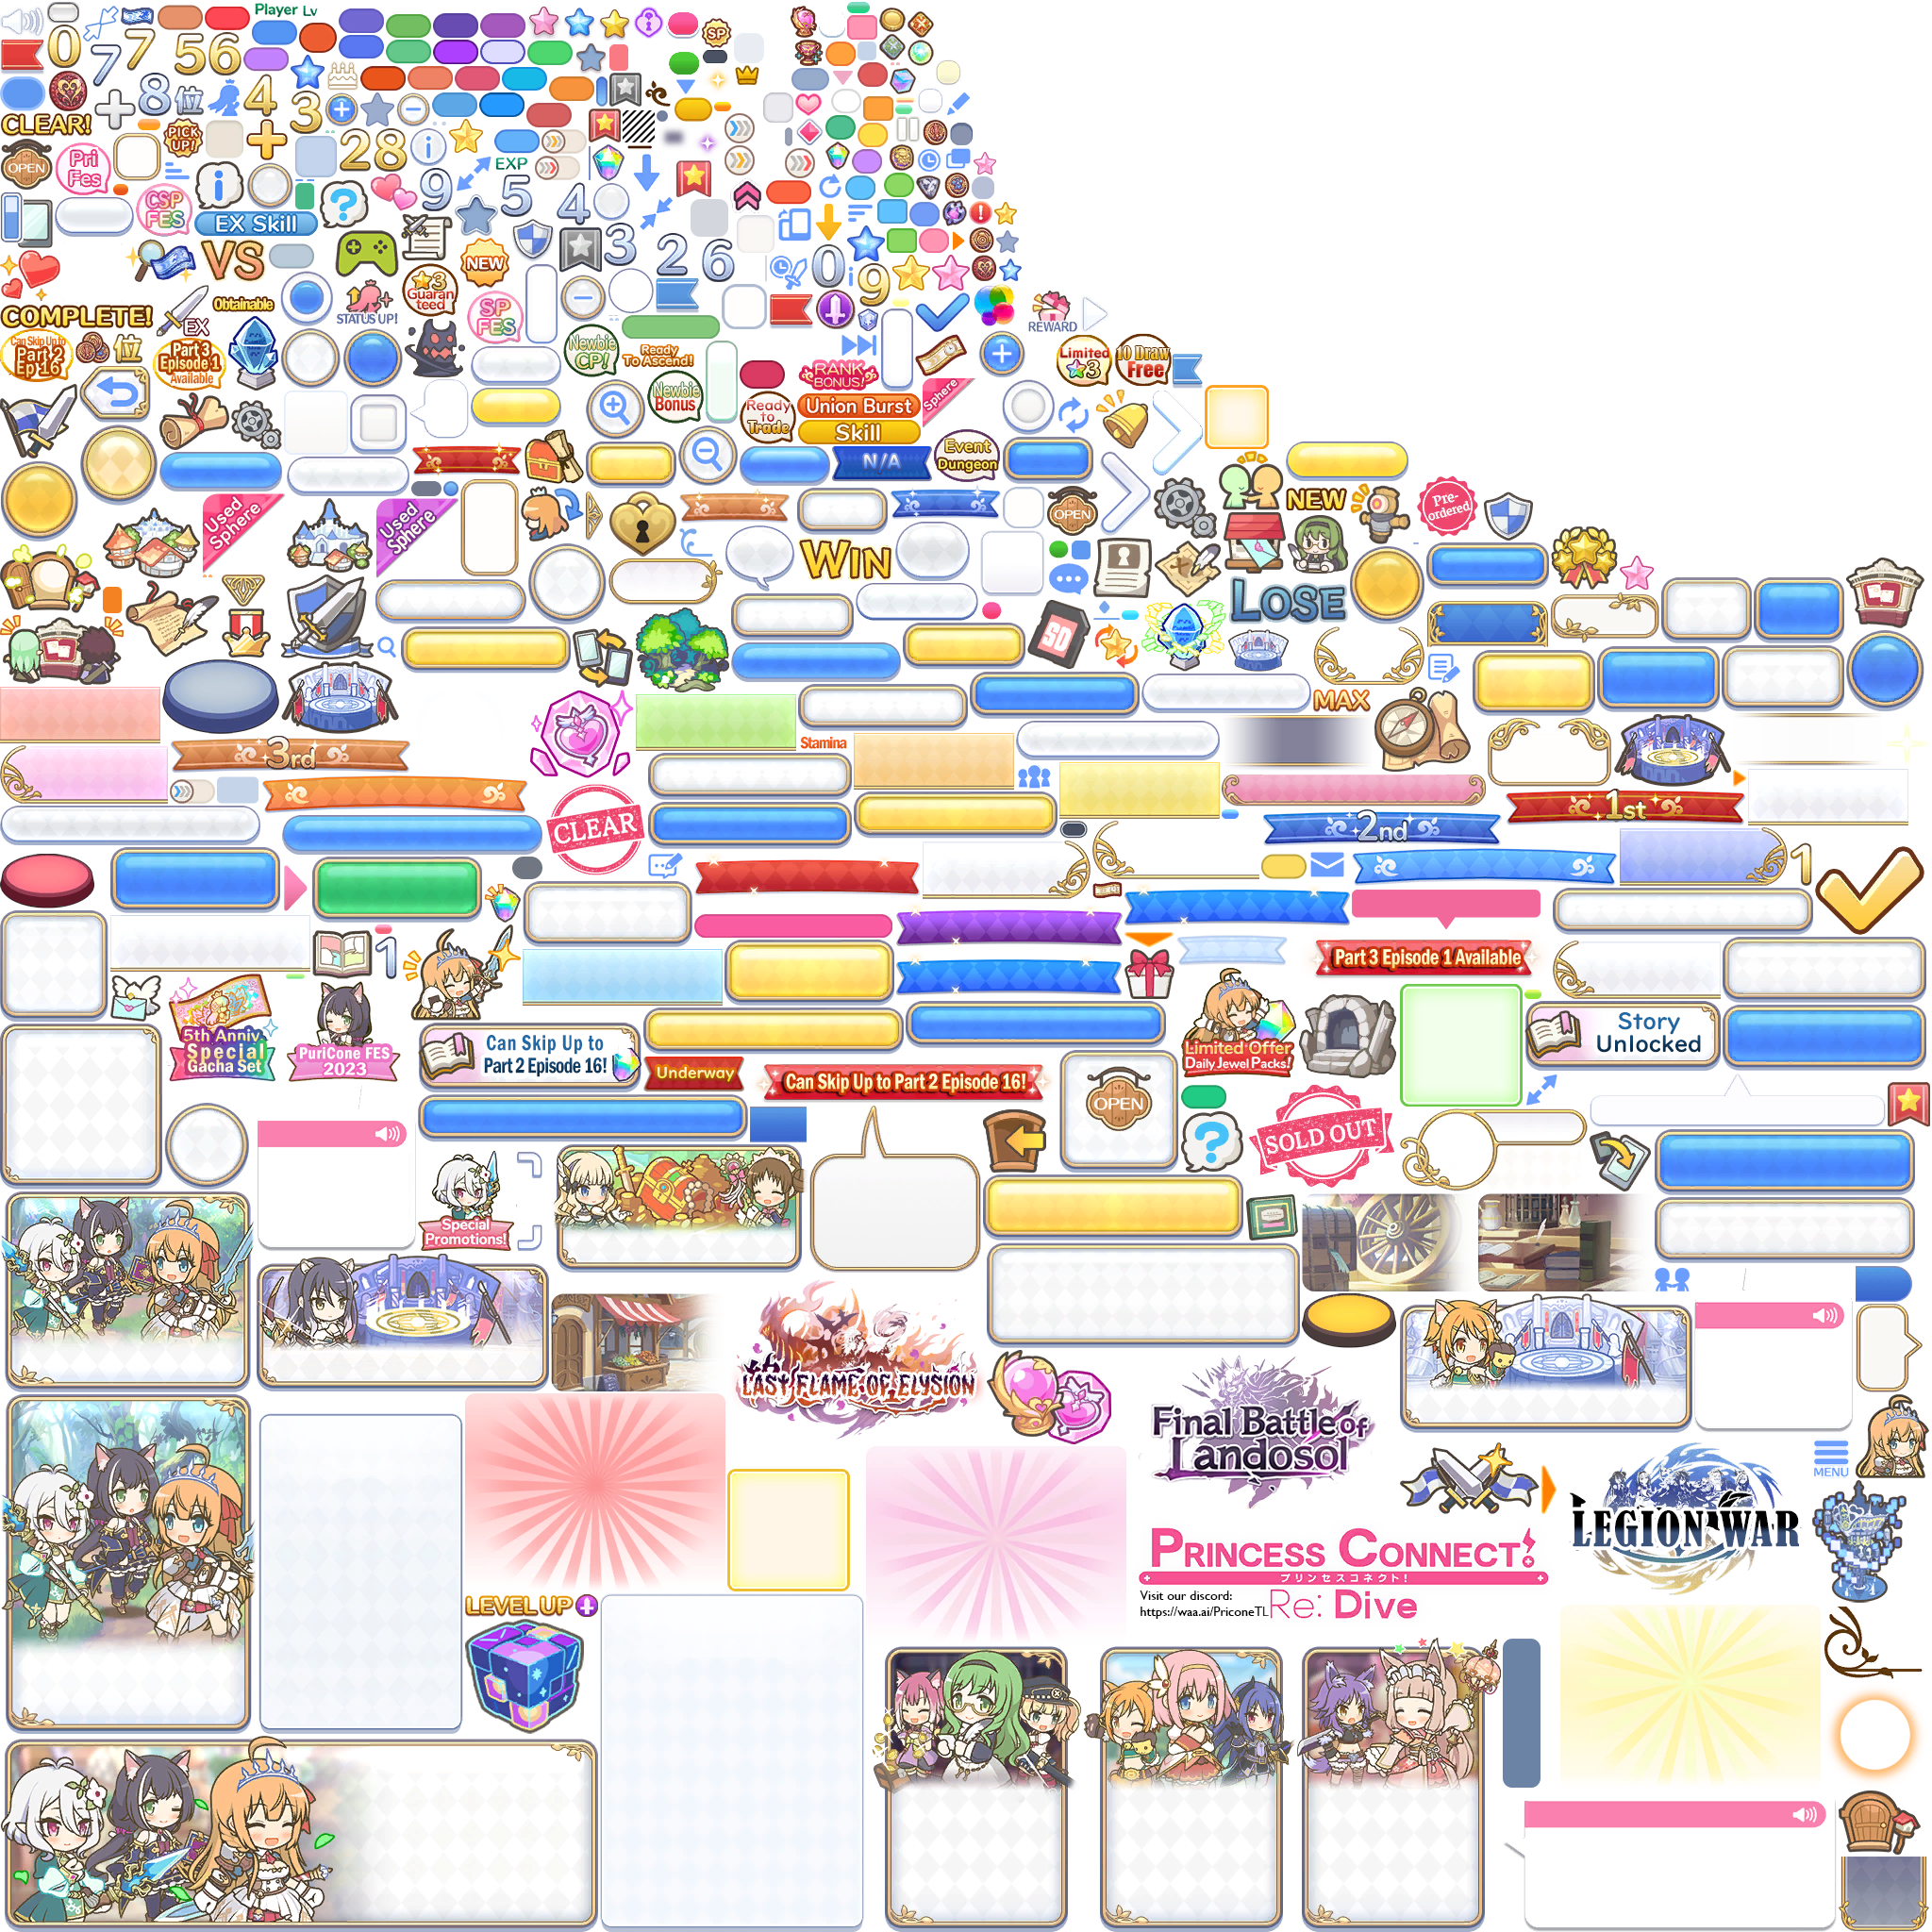 Player Lv
SP
0
7
7
56
8位
4
3
CLEAR!
PICK UP!
28
OPEN
Pri Fes
EXP
9
5
4
CSP FES
EX Skill
3
2
6
0
9
VS
NEW
★3 Guaran teed
SP FES
COMPLETE!
EX
Obtainable
STATUS UP!
REWARD
Can Skip Up to Part 2 Ep 16
位
Part 3 Episode 1 Available
Newbie CP!
Ready To Ascend!
RANK BONUS!
Limited ★3
10 Draw Free
Newbie Bonus
Ready to Trade
Union Burst
Skill
Sphere
N/A
Event Dungeon
Used Sphere
Used Sphere
OPEN
NEW
Pre-ordered
WIN
LOSE
SD
MAX
3rd
Stamina
1st
2nd
CLEAR
1
1
Part 3 Episode 1 Available
5th Anniv. Special Gacha Set
PuriCone FES 2023
Can Skip Up to
Part 2 Episode 16!
Underway
Can Skip Up to Part 2 Episode 16!
Limited Offer
Daily Jewel Packs!
Story Unlocked
OPEN
SOLD OUT
Special Promotions!
LAST FLAME OF ELYSION
Final Battle of Landosol
MENU
LEGION WAR
PRINCESS CONNECT!
プリンセスコネクト!
Visit our discord:
https://waa.ai/PriconeTL
Re: Dive
LEVEL UP